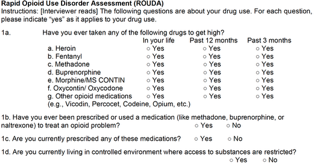 Rapid Opioid Use Disorder Assessment (ROUDA)
Instructions: [Interviewer reads] The following questions are about your drug use. For each question,
please indicate "yes" as it applies to your drug use.
1a. Have you ever taken any of the following drugs to get high?
In your life Past 12 months Past 3 months
a. Heroin ○ Yes ○ Yes ○ Yes
b. Fentanyl ○ Yes ○ Yes ○ Yes
c. Methadone ○ Yes ○ Yes ○ Yes
d. Buprenorphine ○ Yes ○ Yes ○ Yes
e. Morphine/MS CONTIN ○ Yes ○ Yes ○ Yes
f. Oxycontin/ Oxycodone ○ Yes ○ Yes ○ Yes
g. Other opioid medications ○ Yes ○ Yes ○ Yes
(e.g., Vicodin, Percocet, Codeine, Opium, etc.)
1b. Have you ever been prescribed or used a medication (like methadone, buprenorphine, or
naltrexone) to treat an opioid problem? ○ Yes ○ No
1c. Are you currently prescribed any of these medications? ○ Yes ○ No
1d. Are you currently living in controlled environment where access to substances are restricted?
○ Yes ○ No